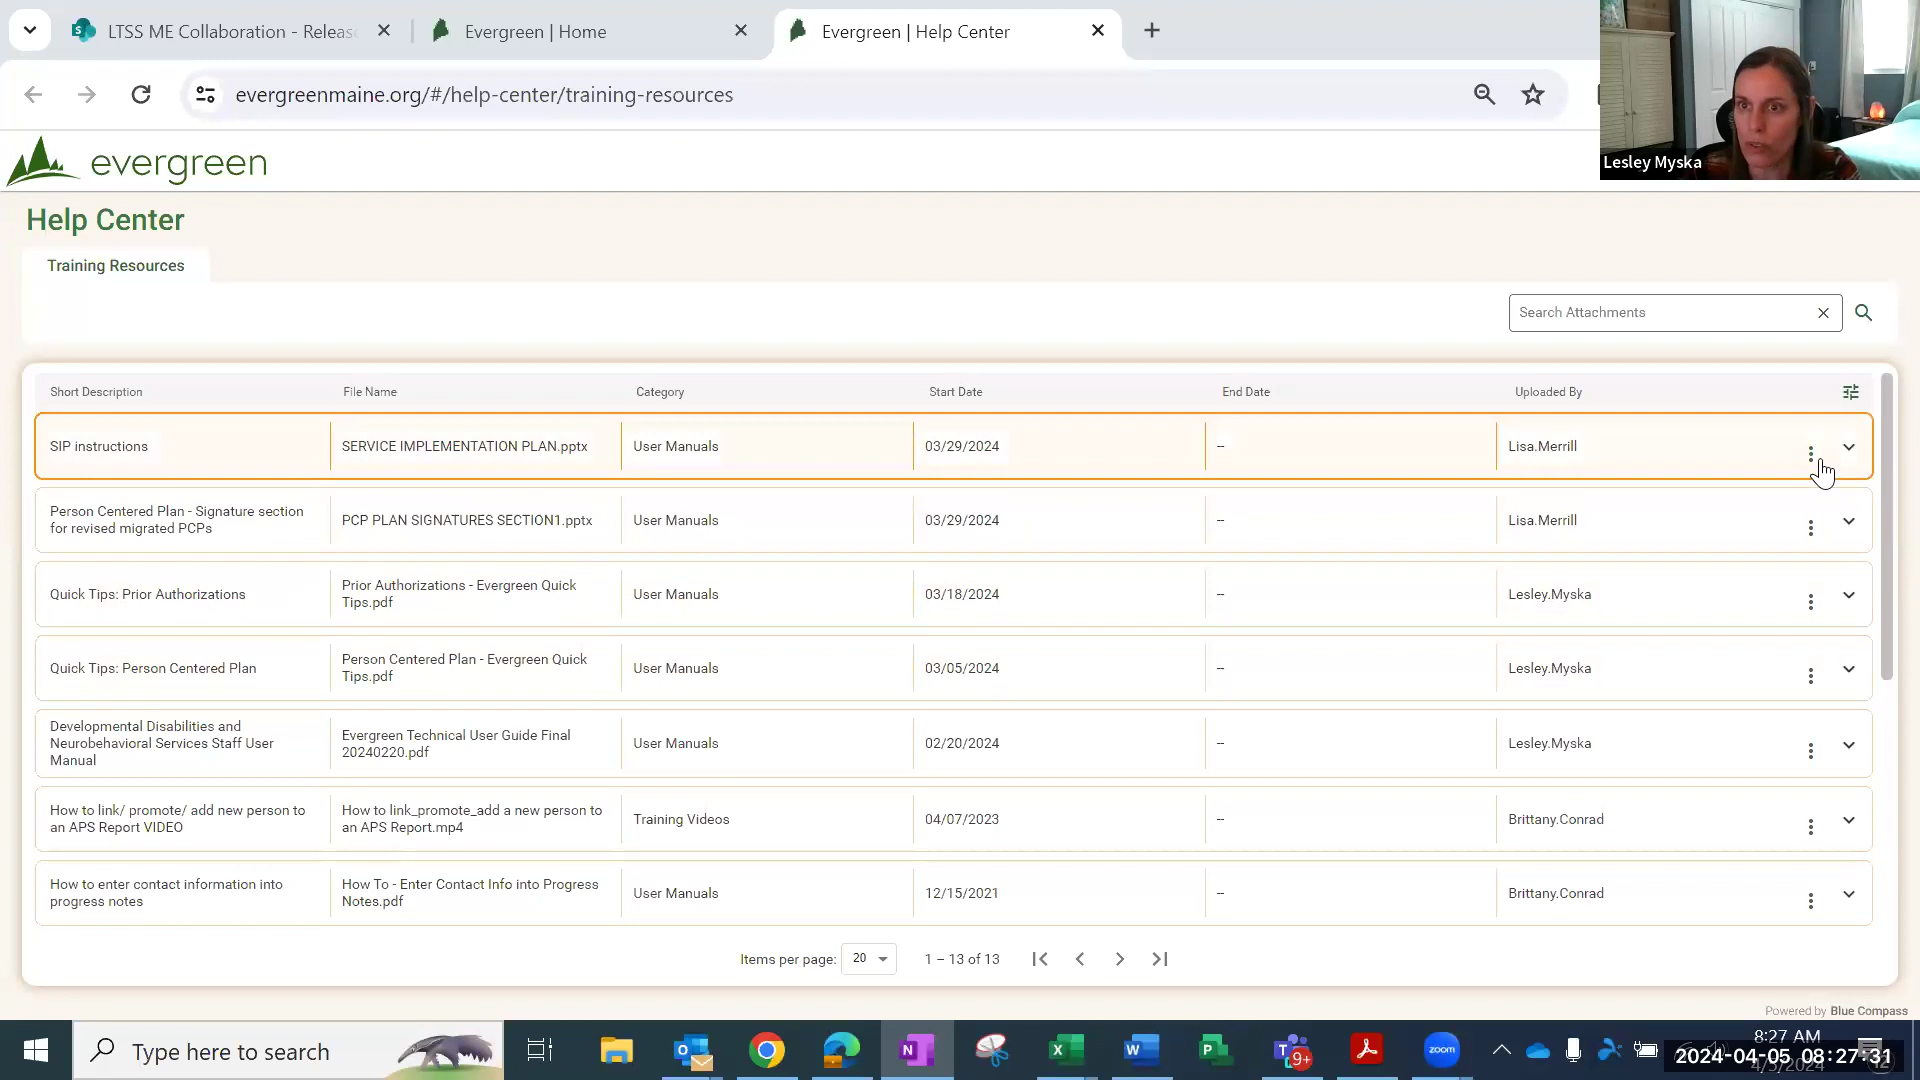 LTSS ME Collaboration - Releas
Evergreen | Home
Evergreen | Help Center
evergreenmaine.org/#/help-center/training-resources
Lesley Myska
evergreen
Help Center
Training Resources
Search Attachments
Short Description File Name Category Start Date End Date Uploaded By
SIP instructions SERVICE IMPLEMENTATION PLAN.pptx User Manuals 03/29/2024 -- Lisa.Merrill
Person Centered Plan - Signature section
for revised migrated PCPs
PCP PLAN SIGNATURES SECTION1.pptx User Manuals 03/29/2024 -- Lisa.Merrill
Quick Tips: Prior Authorizations
Prior Authorizations - Evergreen Quick
Tips.pdf
User Manuals 03/18/2024 -- Lesley.Myska
Quick Tips: Person Centered Plan
Person Centered Plan - Evergreen Quick
Tips.pdf
User Manuals 03/05/2024 -- Lesley.Myska
Developmental Disabilities and
Neurobehavioral Services Staff User
Manual
Evergreen Technical User Guide Final
20240220.pdf
User Manuals 02/20/2024 -- Lesley.Myska
How to link/ promote/ add new person to
an APS Report VIDEO
How to link_promote_add a new person to
an APS Report.mp4
Training Videos 04/07/2023 -- Brittany.Conrad
How to enter contact information into
progress notes
How To - Enter Contact Info into Progress
Notes.pdf
User Manuals 12/15/2021 -- Brittany.Conrad
Items per page: 20 1 – 13 of 13
Powered by Blue Compass
Type here to search
9+
zoom
8:27 AM
2024-04-05 08:27:31